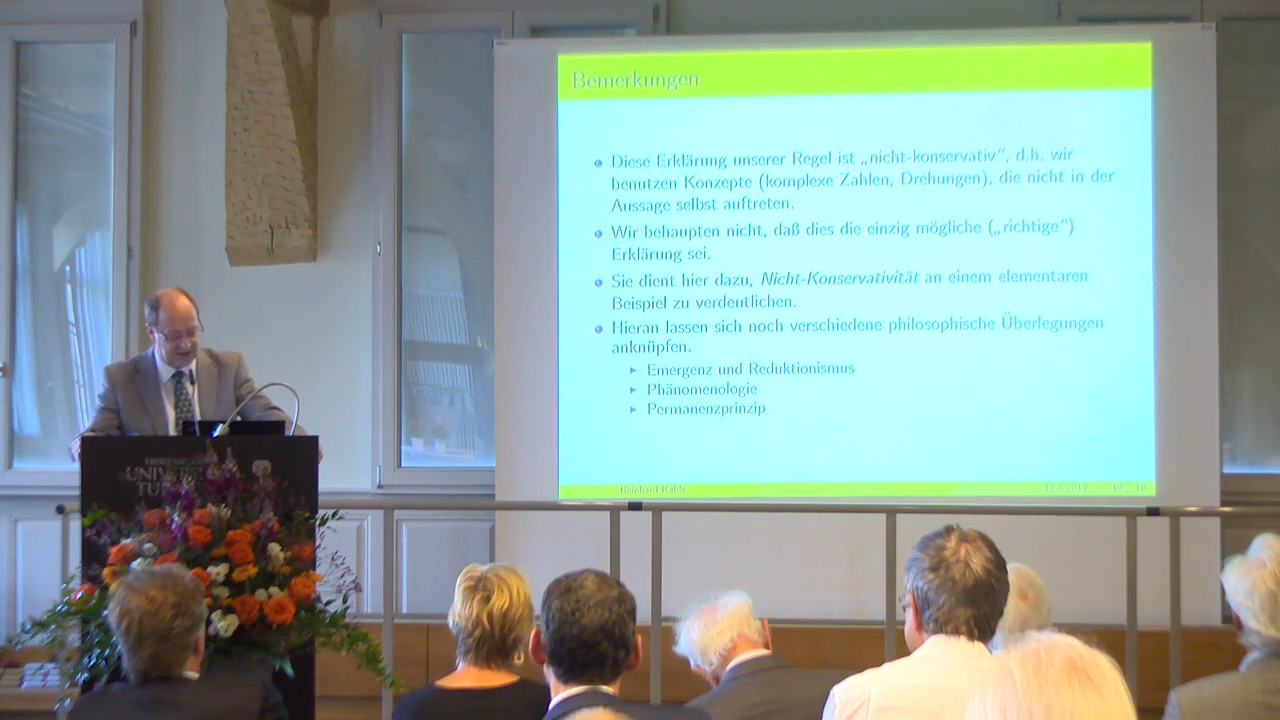 Bemerkungen
Diese Erklärung unserer Regel ist „nicht-konservativ“, d.h. wir
benutzen Konzepte (komplexe Zahlen, Drehungen), die nicht in der
Aussage selbst auftreten.
Wir behaupten nicht, daß dies die einzig mögliche („richtige“)
Erklärung sei.
Sie dient hier dazu, Nicht-Konservativität an einem elementaren
Beispiel zu verdeutlichen.
Hieran lassen sich noch verschiedene philosophische Überlegungen
anknüpfen.
Emergenz und Reduktionismus
Phänomenologie
Permanenzprinzip
Reinhard Kahle